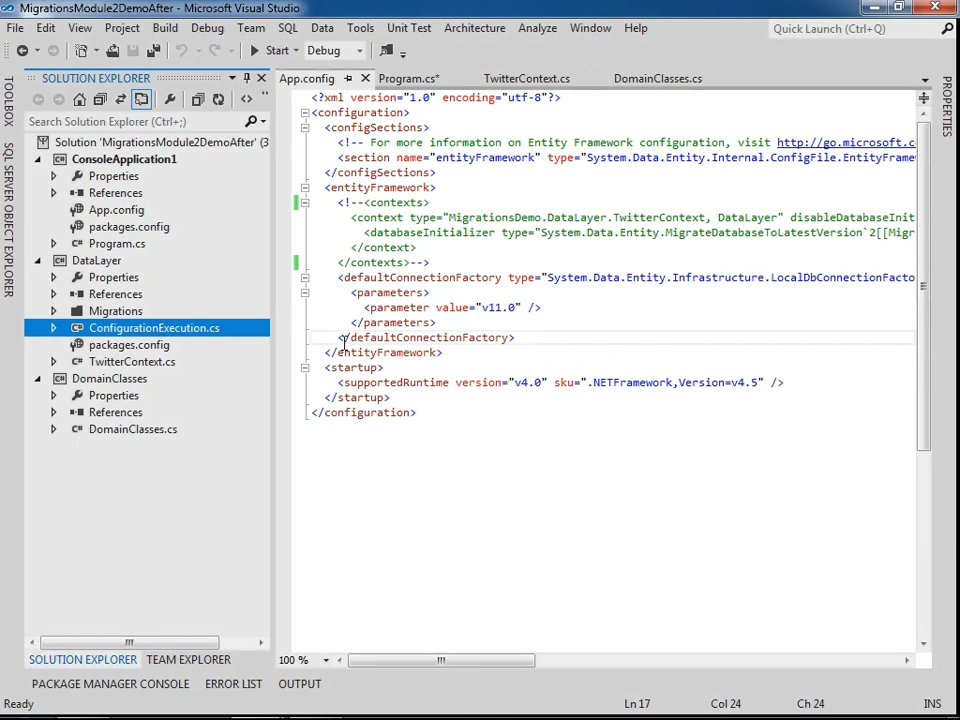 MigrationsModule2DemoAfter - Microsoft Visual Studio
File Edit View Project Build Debug Team SQL Data Tools Unit Test Architecture Analyze Window Help
Quick Launch (Ctrl+Q)
Start Debug
TOOLBOX
SQL SERVER OBJECT EXPLORER
SOLUTION EXPLORER
Search Solution Explorer (Ctrl+;)
Solution 'MigrationsModule2DemoAfter' (3
ConsoleApplication1
Properties
References
App.config
packages.config
Program.cs
DataLayer
Properties
References
Migrations
ConfigurationExecution.cs
packages.config
TwitterContext.cs
DomainClasses
Properties
References
DomainClasses.cs
SOLUTION EXPLORER TEAM EXPLORER
App.config Program.cs* TwitterContext.cs DomainClasses.cs
<?xml version="1.0" encoding="utf-8"?>
<configuration>
<configSections>
<!-- For more information on Entity Framework configuration, visit http://go.microsoft.c
<section name="entityFramework" type="System.Data.Entity.Internal.ConfigFile.EntityFrame
</configSections>
<entityFramework>
<!--<contexts>
<context type="MigrationsDemo.DataLayer.TwitterContext, DataLayer" disableDatabaseInit
<databaseInitializer type="System.Data.Entity.MigrateDatabaseToLatestVersion`2[[Migr
</context>
</contexts>-->
<defaultConnectionFactory type="System.Data.Entity.Infrastructure.LocalDbConnectionFacto
<parameters>
<parameter value="v11.0" />
</parameters>
</defaultConnectionFactory>
</entityFramework>
<startup>
<supportedRuntime version="v4.0" sku=".NETFramework,Version=v4.5" />
</startup>
</configuration>
100 %
PROPERTIES
PACKAGE MANAGER CONSOLE ERROR LIST OUTPUT
Ready Ln 17 Col 24 Ch 24 INS